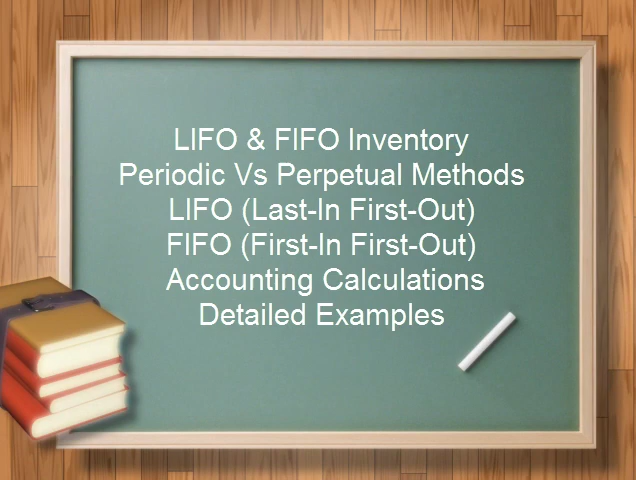 LIFO & FIFO Inventory
Periodic Vs Perpetual Methods
LIFO (Last-In First-Out)
FIFO (First-In First-Out)
Accounting Calculations
Detailed Examples